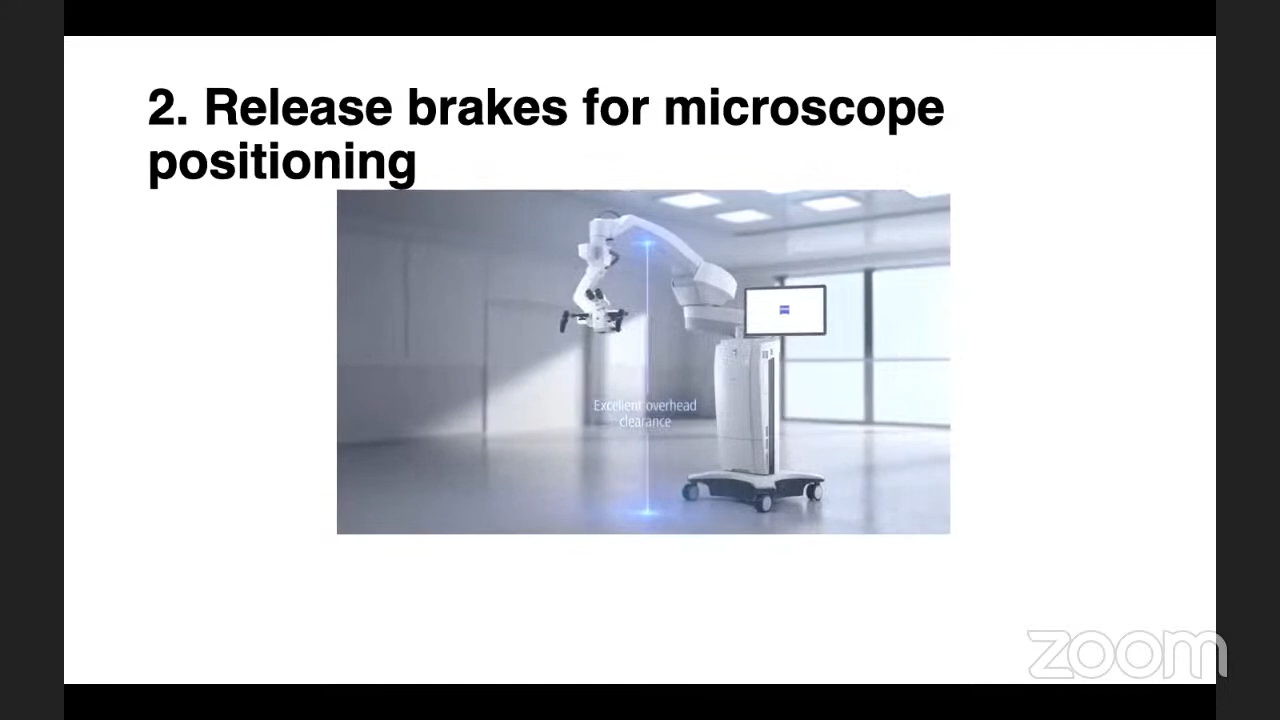 2. Release brakes for microscope
positioning
Excellent overhead
clearance
zoom